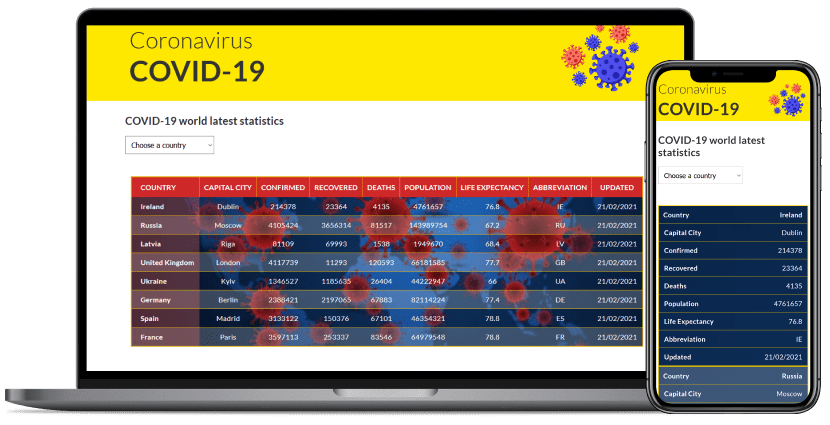 Coronavirus
COVID-19
COVID-19 world latest statistics
Choose a country
COUNTRY CAPITAL CITY CONFIRMED RECOVERED DEATHS POPULATION LIFE EXPECTANCY ABBREVIATION UPDATED
Ireland Dublin 214378 23364 4135 4761657 76.8 IE 21/02/2021
Russia Moscow 4105424 3656314 81517 143989754 67.2 RU 21/02/2021
Latvia Riga 81109 69993 1538 1949670 68.4 LV 21/02/2021
United Kingdom London 4117739 11293 120593 66181585 77.7 GB 21/02/2021
Ukraine Kyiv 1346527 1185635 26404 44222947 66 UA 21/02/2021
Germany Berlin 2388421 2197065 67883 82114224 77.4 DE 21/02/2021
Spain Madrid 3133122 150376 67101 46354321 78.8 ES 21/02/2021
France Paris 3597113 253337 83546 64979548 78.8 FR 21/02/2021
Coronavirus
COVID-19
COVID-19 world latest
statistics
Choose a country
Country Ireland
Capital City Dublin
Confirmed 214378
Recovered 23364
Deaths 4135
Population 4761657
Life Expectancy 76.8
Abbreviation IE
Updated 21/02/2021
Country Russia
Capital City Moscow